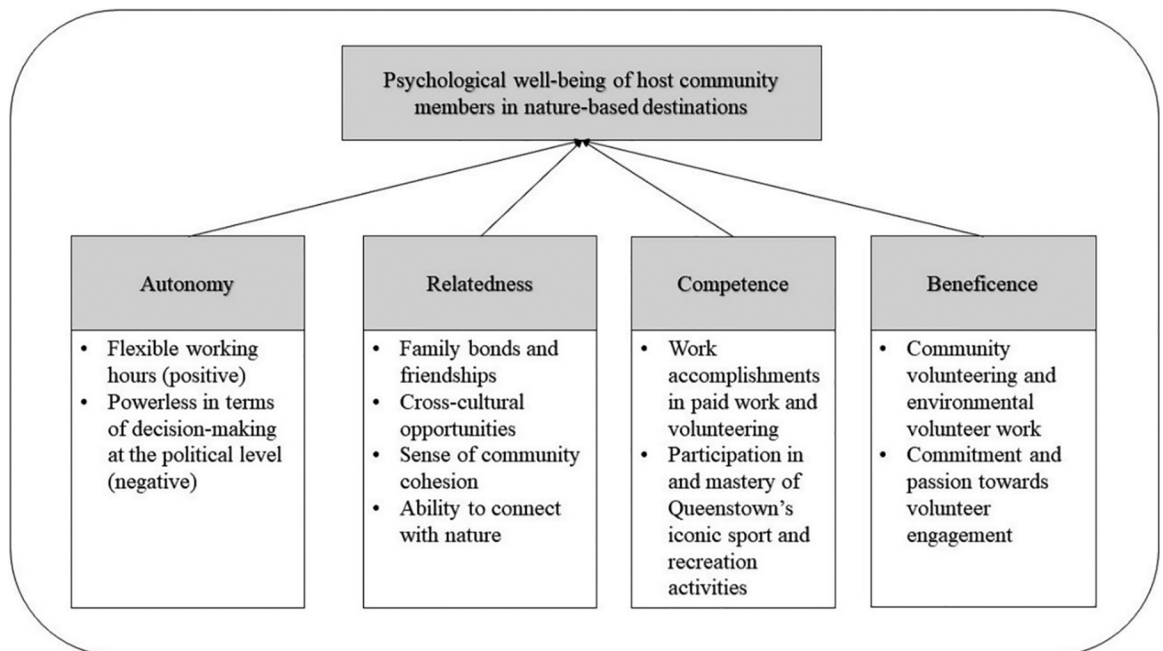 Psychological well-being of host community
members in nature-based destinations
Autonomy
• Flexible working
hours (positive)
• Powerless in terms
of decision-making
at the political level
(negative)
Relatedness
• Family bonds and
friendships
• Cross-cultural
opportunities
• Sense of community
cohesion
• Ability to connect
with nature
Competence
• Work
accomplishments
in paid work and
volunteering
• Participation in
and mastery of
Queenstown’s
iconic sport and
recreation
activities
Beneficence
• Community
volunteering and
environmental
volunteer work
• Commitment and
passion towards
volunteer
engagement